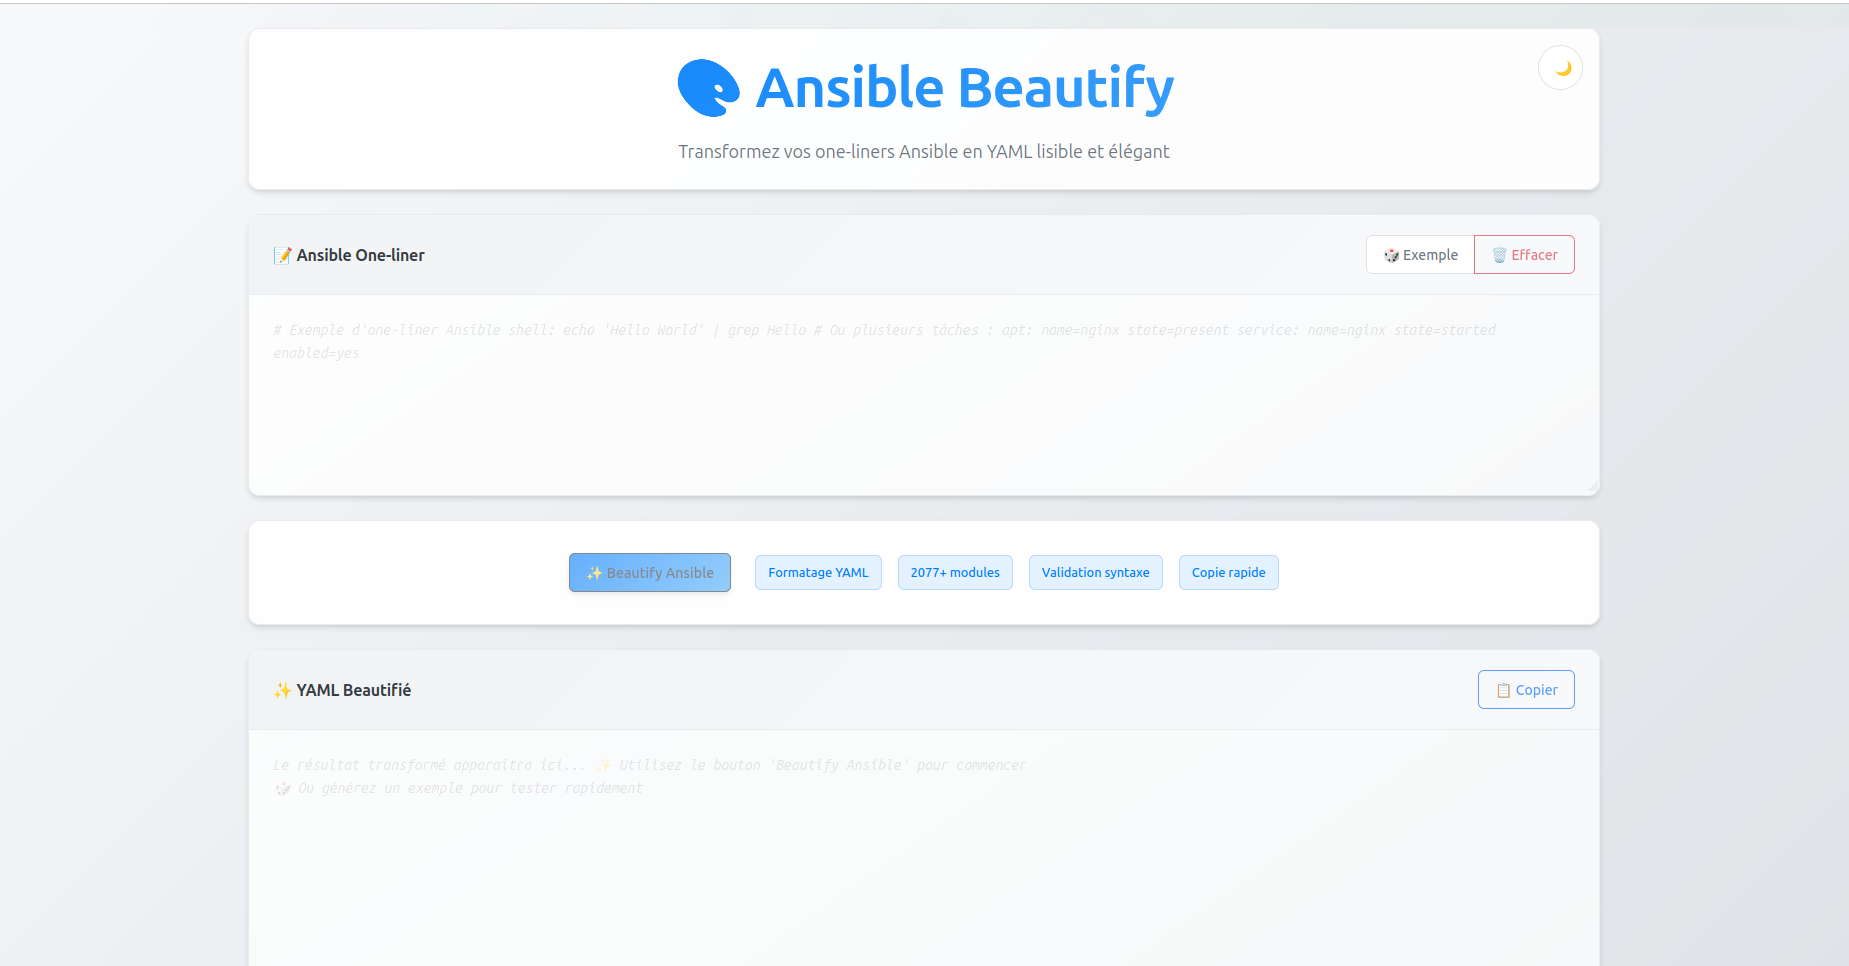 Ansible Beautify
Transformez vos one-liners Ansible en YAML lisible et élégant
Ansible One-liner
Exemple
Effacer
# Exemple d'one-liner Ansible shell: echo 'Hello World' | grep Hello # Ou plusieurs tâches : apt: name=nginx state=present service: name=nginx state=started
enabled=yes
Beautify Ansible
Formatage YAML
2077+ modules
Validation syntaxe
Copie rapide
YAML Beautifié
Copier
Le résultat transformé apparaîtra ici... ✨ Utilisez le bouton 'Beautify Ansible' pour commencer
🎲 Ou générez un exemple pour tester rapidement